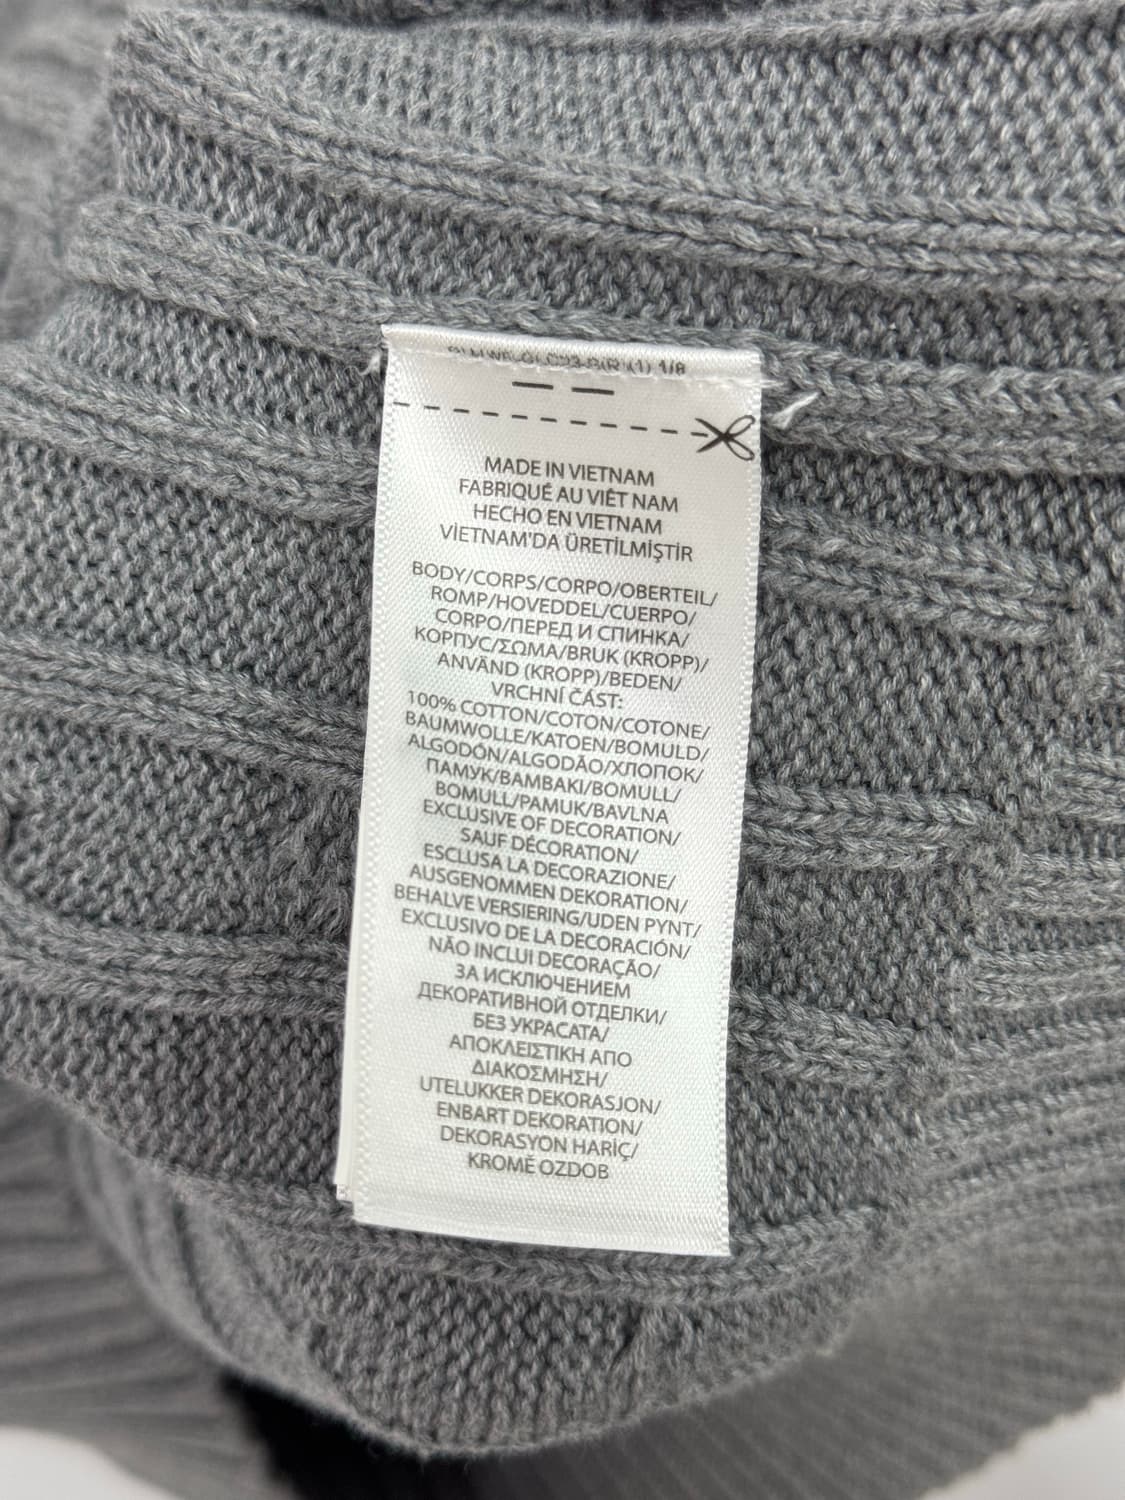 (1) 1/8
MADE IN VIETNAM
FABRIQUÉ AU VIÊT NAM
HECHO EN VIETNAM
VİETNAM'DA ÜRETİLMİŞTİR
BODY/CORPS/CORPO/OBERTEIL/
ROMP/HOVEDDEL/CUERPO/
CORPO/ПЕРЕД И СПИНКА/
КОРПУС/ΣΩΜΑ/BRUK (KROPP)/
ANVÄND (KROPP)/BEDEN/
VRCHNÍ ČÁST:
100% COTTON/COTON/COTONE/
BAUMWOLLE/KATOEN/BOMULD/
ALGODÓN/ALGODÃO/ХЛОПОК/
ПАМУК/ΒΑΜΒΑΚΙ/BOMULL/
BOMULL/PAMUK/BAVLNA
EXCLUSIVE OF DECORATION/
SAUF DÉCORATION/
ESCLUSA LA DECORAZIONE/
AUSGENOMMEN DEKORATION/
BEHALVE VERSIERING/UDEN PYNT/
EXCLUSIVO DE LA DECORACIÓN/
NÃO INCLUI DECORAÇÃO/
ЗА ИСКЛЮЧЕНИЕМ
ДЕКОРАТИВНОЙ ОТДЕЛКИ/
БЕЗ УКРАСАТА/
ΑΠΟΚΛΕΙΣΤΙΚΗ ΑΠΟ
ΔΙΑΚΟΣΜΗΣΗ/
UTELUKKER DEKORASJON/
ENBART DEKORATION/
DEKORASYON HARİÇ/
KROMĚ OZDOB